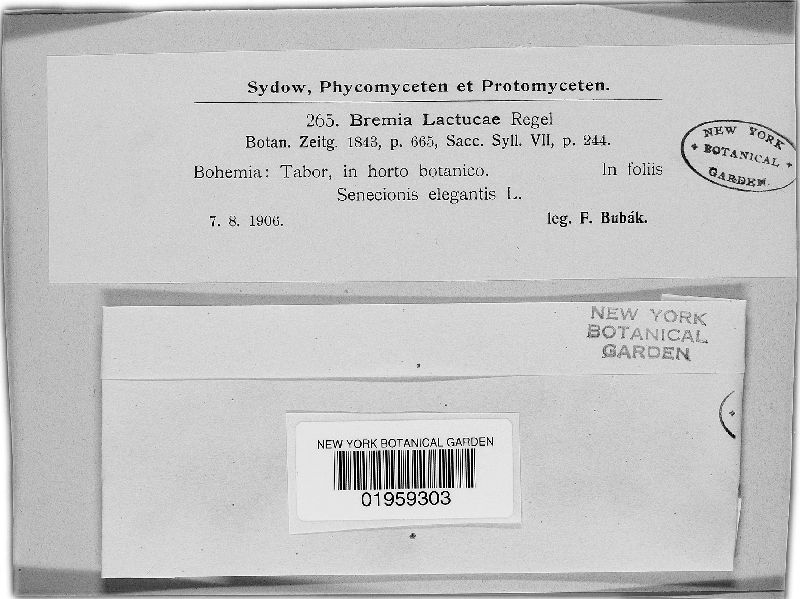 Sydow, Phycomyceten et Protomyceten.
265. Bremia Lactucae Regel
Botan. Zeitg. 1843, p. 665, Sacc. Syll. VII, p. 244.
Bohemia: Tabor, in horto botanico. In foliis
Senecionis elegantis L.
7. 8. 1906. leg. F. Bubák.
NEW YORK
BOTANICAL
GARDEN
NEW YORK
BOTANICAL
GARDEN
NEW YORK BOTANICAL GARDEN
01959303